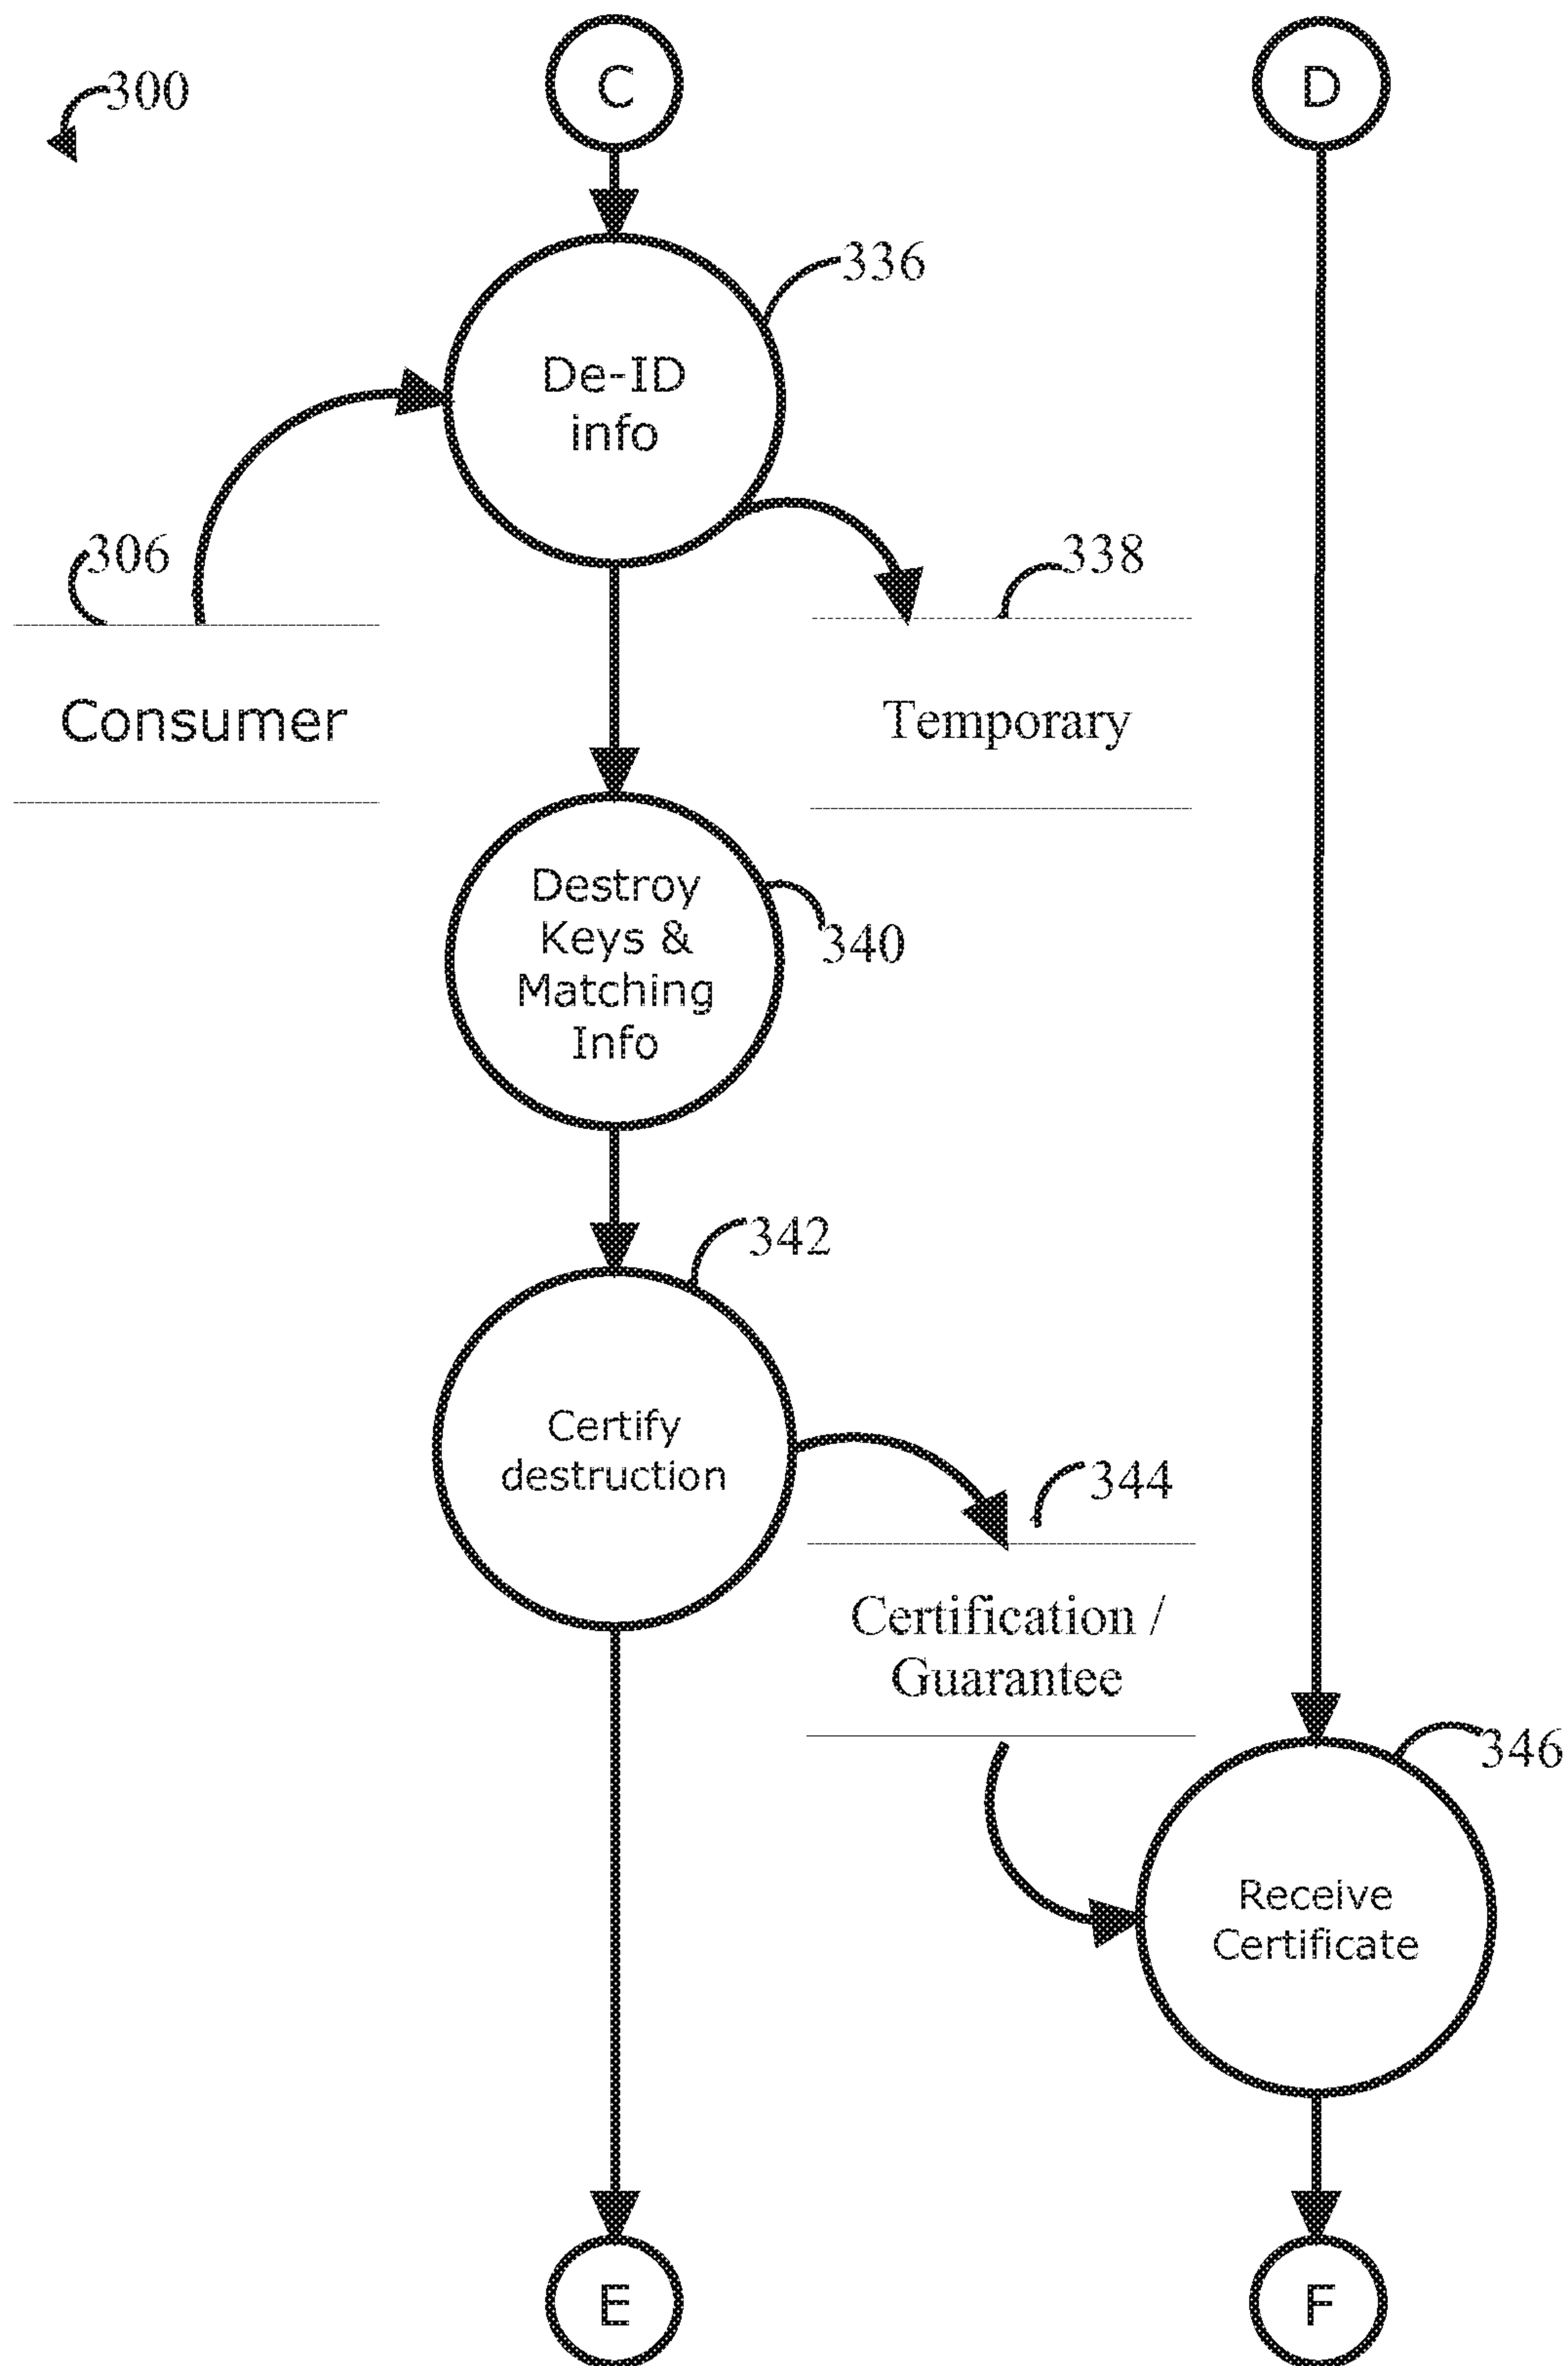 C
D
300
336
De-ID
info
306
338
Consumer
Temporary
Destroy
Keys &
Matching
Info
340
342
Certify
destruction
344
Certification /
Guarantee
346
Receive
Certificate
E
F